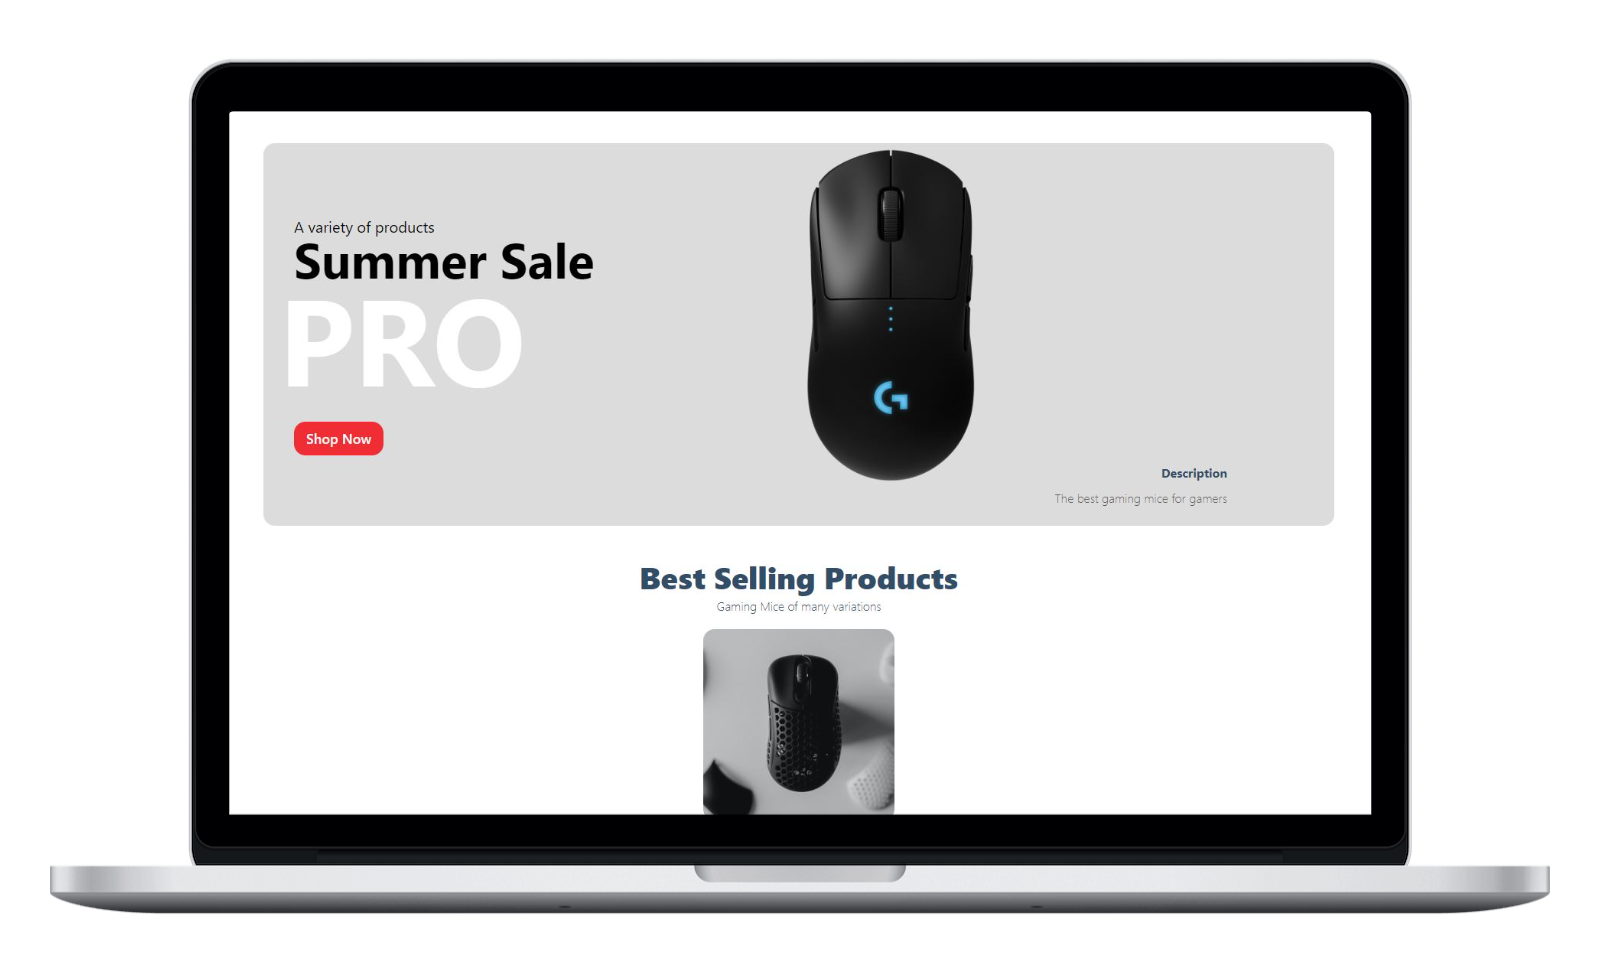 A variety of products
Summer Sale
PRO
Shop Now
Description
The best gaming mice for gamers
Best Selling Products
Gaming Mice of many variations